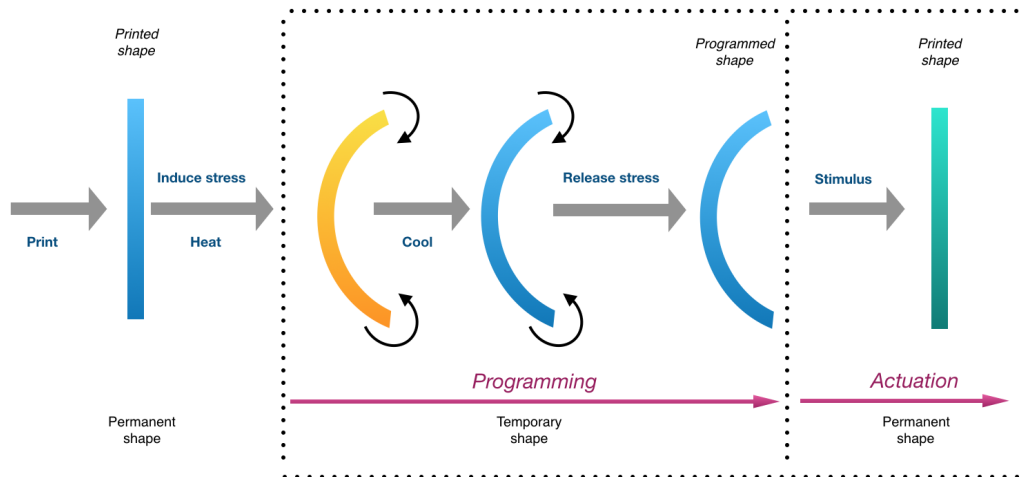 Printed
shape
Programmed
shape
Printed
shape
Induce stress
Release stress
Stimulus
Print
Heat
Cool
Programming
Actuation
Permanent
shape
Temporary
shape
Permanent
shape